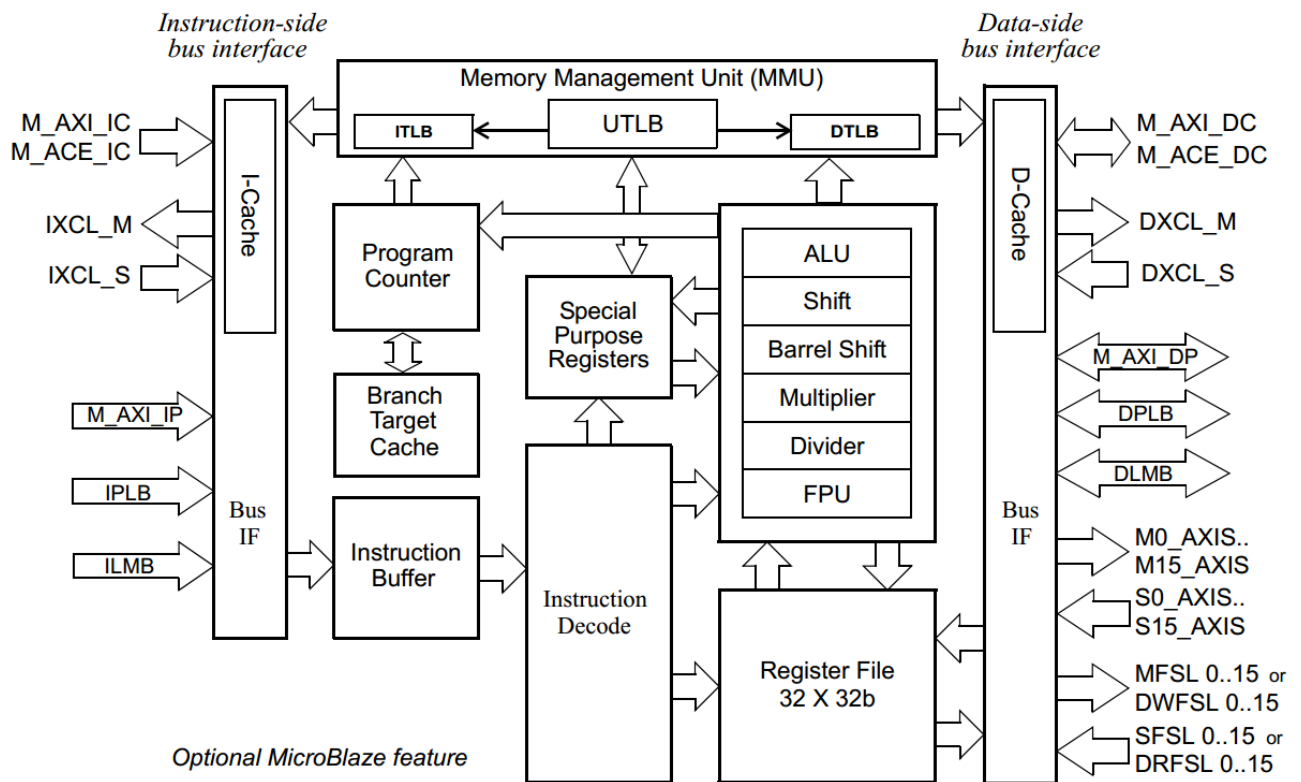 Instruction-side
bus interface
Data-side
bus interface
Memory Management Unit (MMU)
ITLB
UTLB
DTLB
M_AXI_IC
M_ACE_IC
IXCL_M
IXCL_S
M_AXI_IP
IPLB
ILMB
I-Cache
Bus
IF
Program
Counter
Branch
Target
Cache
Instruction
Buffer
Special
Purpose
Registers
Instruction
Decode
ALU
Shift
Barrel Shift
Multiplier
Divider
FPU
Register File
32 X 32b
D-Cache
Bus
IF
M_AXI_DC
M_ACE_DC
DXCL_M
DXCL_S
M_AXI_DP
DPLB
DLMB
M0_AXIS..
M15_AXIS
S0_AXIS..
S15_AXIS
MFSL 0..15 or
DWFSL 0..15
SFSL 0..15 or
DRFSL 0..15
Optional MicroBlaze feature